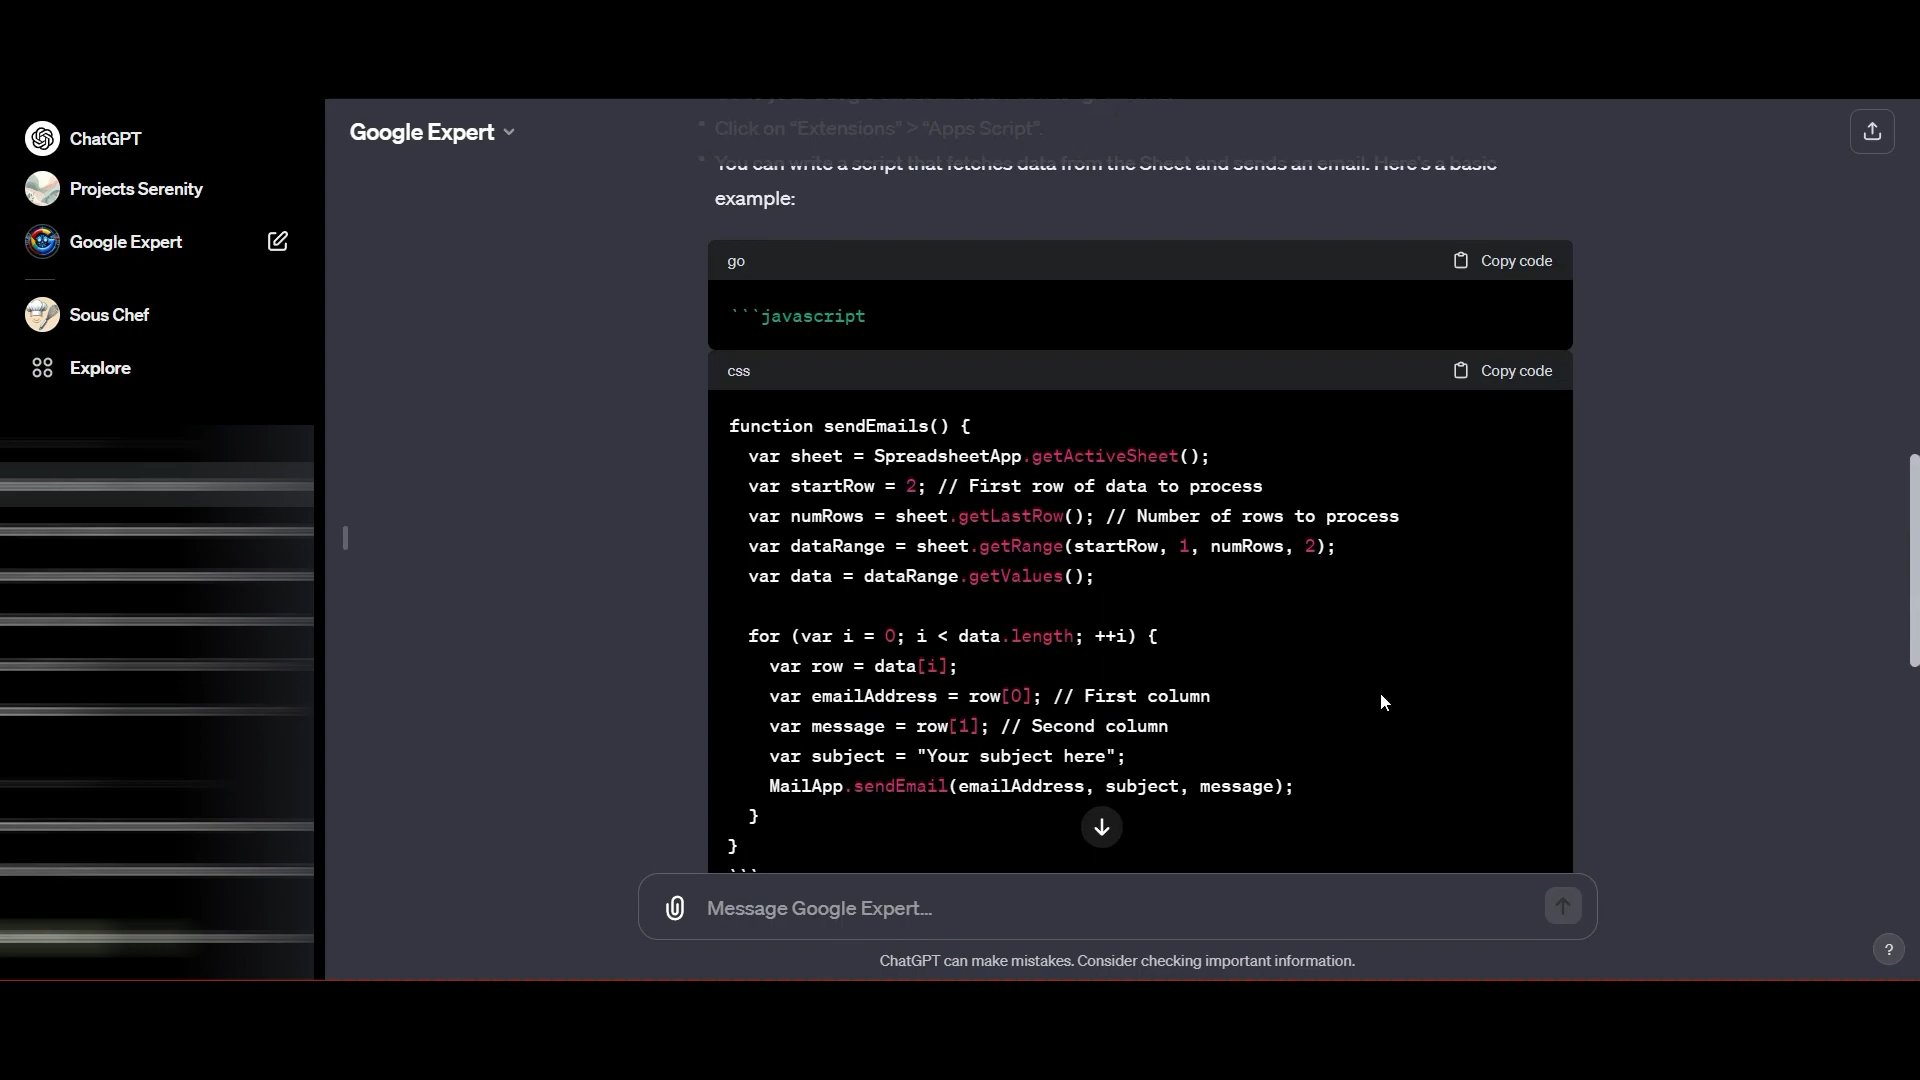 ChatGPT
Projects Serenity
Google Expert
Sous Chef
Explore
Google Expert
Click on "Extensions" > "Apps Script".
You can write a script that fetches data from the Sheet and sends an email. Here's a basic
example:
go
Copy code
```javascript
css
Copy code
function sendEmails() {
var sheet = SpreadsheetApp.getActiveSheet();
var startRow = 2; // First row of data to process
var numRows = sheet.getLastRow(); // Number of rows to process
var dataRange = sheet.getRange(startRow, 1, numRows, 2);
var data = dataRange.getValues();
for (var i = 0; i < data.length; ++i) {
var row = data[i];
var emailAddress = row[0]; // First column
var message = row[1]; // Second column
var subject = "Your subject here";
MailApp.sendEmail(emailAddress, subject, message);
}
}
```
Message Google Expert...
ChatGPT can make mistakes. Consider checking important information.
?